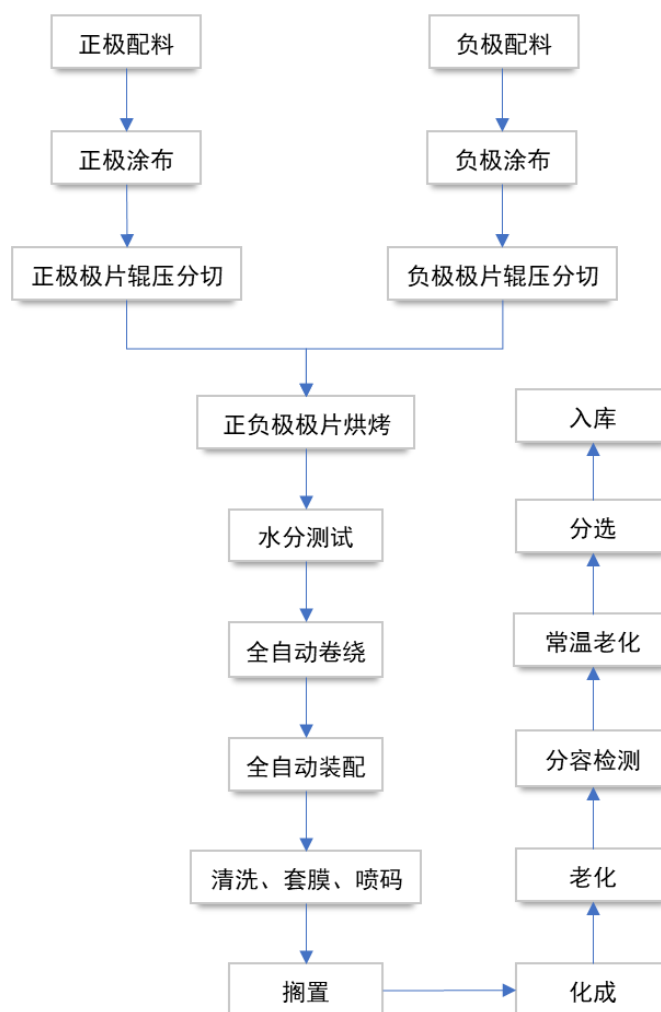 正极配料
负极配料
正极涂布
负极涂布
正极极片辊压分切
负极极片辊压分切
正负极极片烘烤
水分测试
全自动卷绕
全自动装配
清洗、套膜、喷码
搁置
化成
老化
分容检测
常温老化
分选
入库